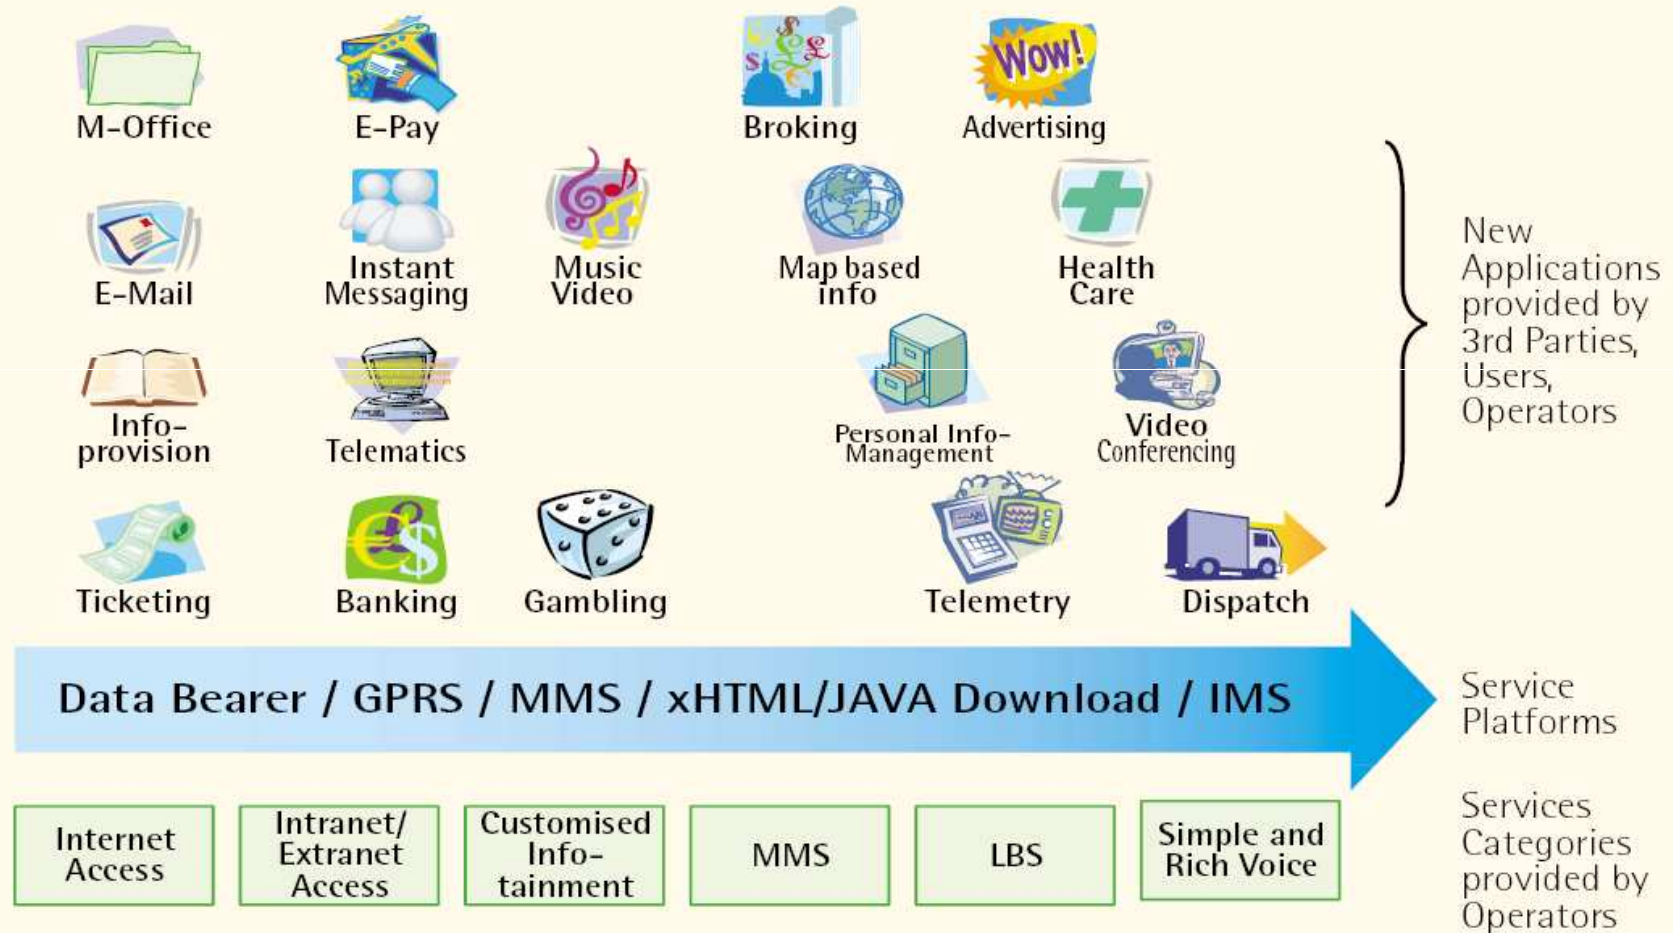 Wow!
M-Office
E-Pay
Broking
Advertising
E-Mail
Instant
Messaging
Music
Video
Map based
info
Health
Care
Info-
provision
Telematics
Personal Info-
Management
Video
Conferencing
Ticketing
Banking
Gambling
Telemetry
Dispatch
New
Applications
provided by
3rd Parties,
Users,
Operators
Data Bearer / GPRS / MMS / xHTML/JAVA Download / IMS
Service
Platforms
Internet
Access
Intranet/
Extranet
Access
Customised
Info-
tainment
MMS
LBS
Simple and
Rich Voice
Services
Categories
provided by
Operators